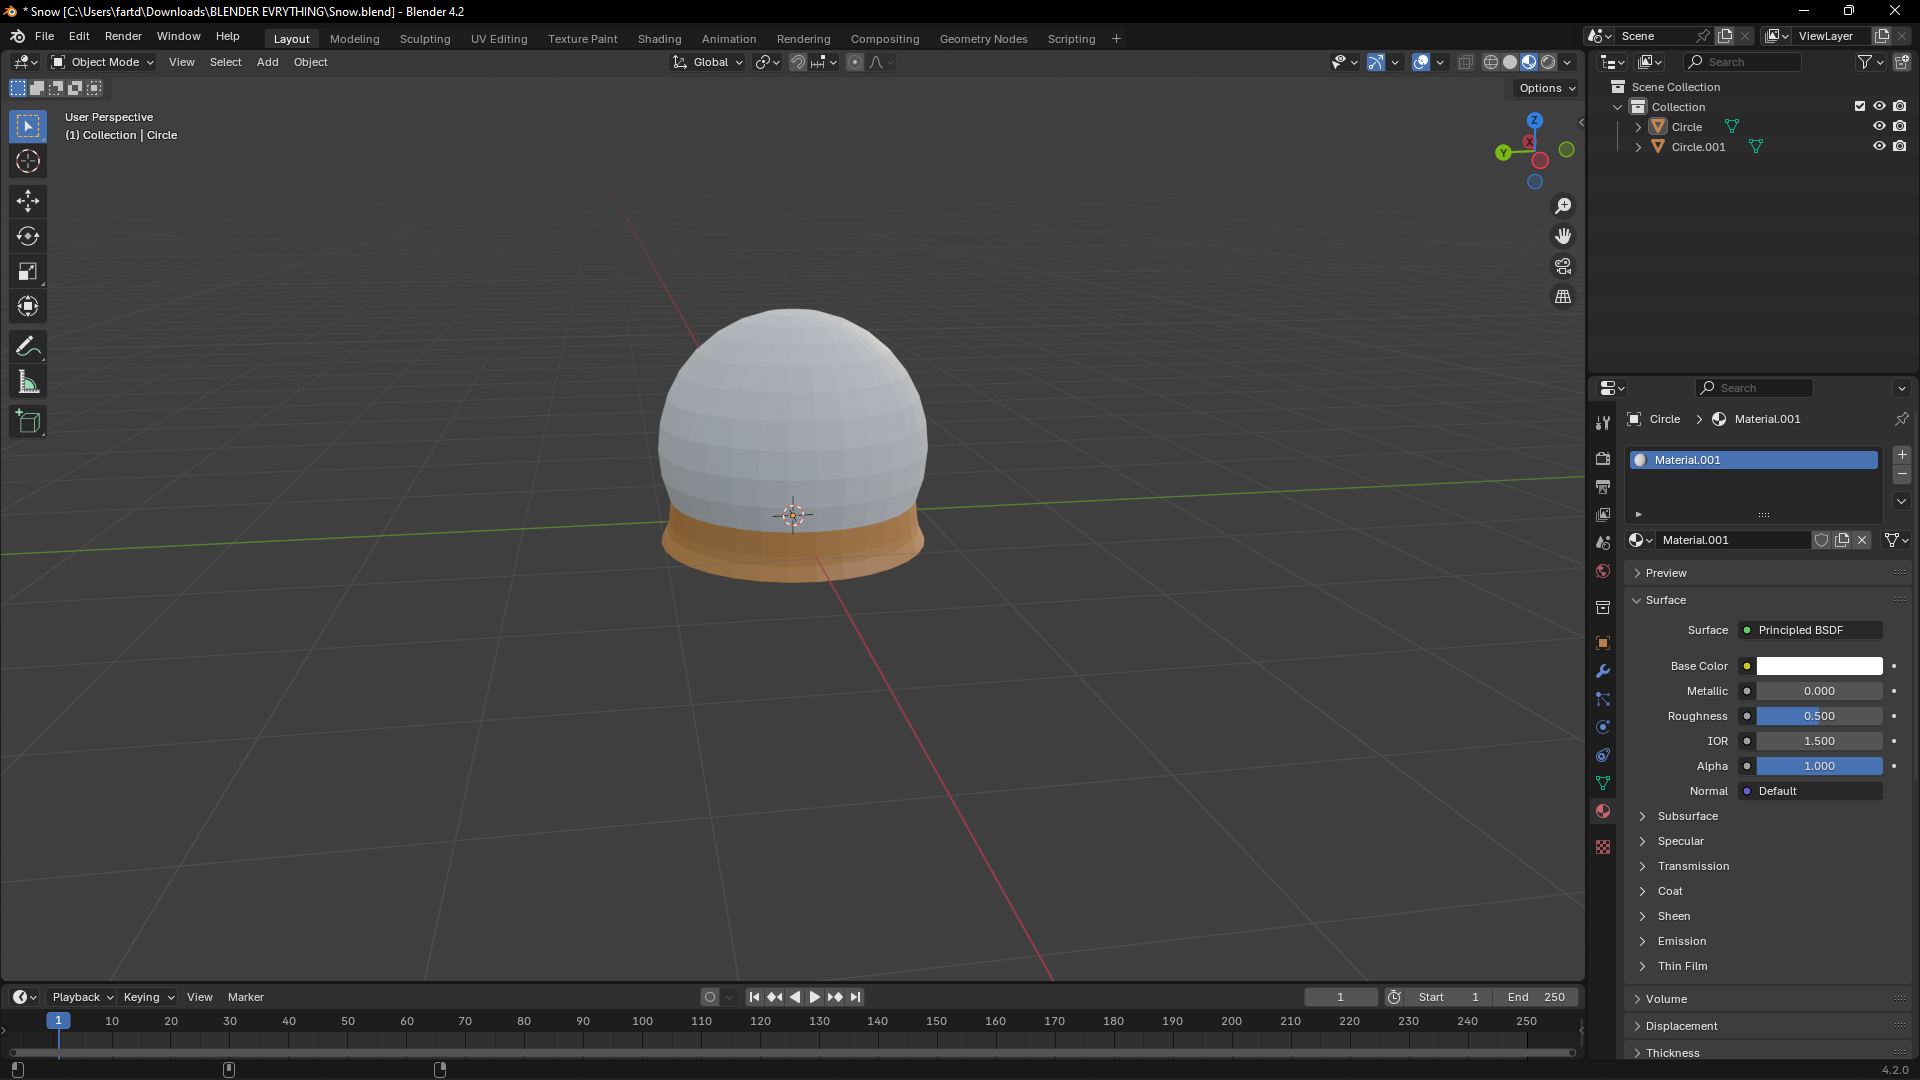 * Snow [C:\Users\fartd\Downloads\BLENDER EVRYTHING\Snow.blend] - Blender 4.2
File Edit Render Window Help Layout Modeling Sculpting UV Editing Texture Paint Shading Animation Rendering Compositing Geometry Nodes Scripting + Scene ViewLayer
Object Mode View Select Add Object Global Search
Options
User Perspective
(1) Collection | Circle
Z
X
Y
Scene Collection
Collection
Circle
Circle.001
Search
Circle Material.001
Material.001
Material.001
Preview
Surface
Surface Principled BSDF
Base Color
Metallic 0.000
Roughness 0.500
IOR 1.500
Alpha 1.000
Normal Default
Subsurface
Specular
Transmission
Coat
Sheen
Emission
Thin Film
Volume
Displacement
Thickness
Playback Keying View Marker 1 Start 1 End 250
1 10 20 30 40 50 60 70 80 90 100 110 120 130 140 150 160 170 180 190 200 210 220 230 240 250
4.2.0